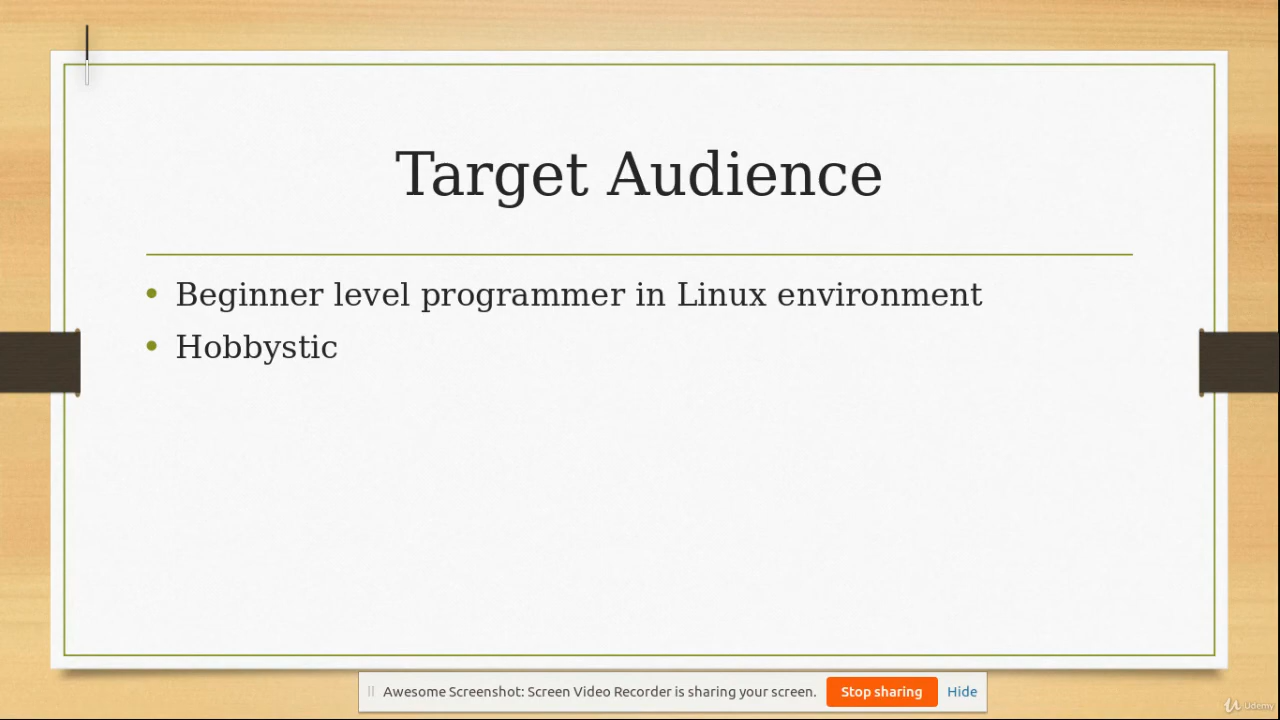 Target Audience
• Beginner level programmer in Linux environment
• Hobbystic
Awesome Screenshot: Screen Video Recorder is sharing your screen. Stop sharing Hide
Udemy